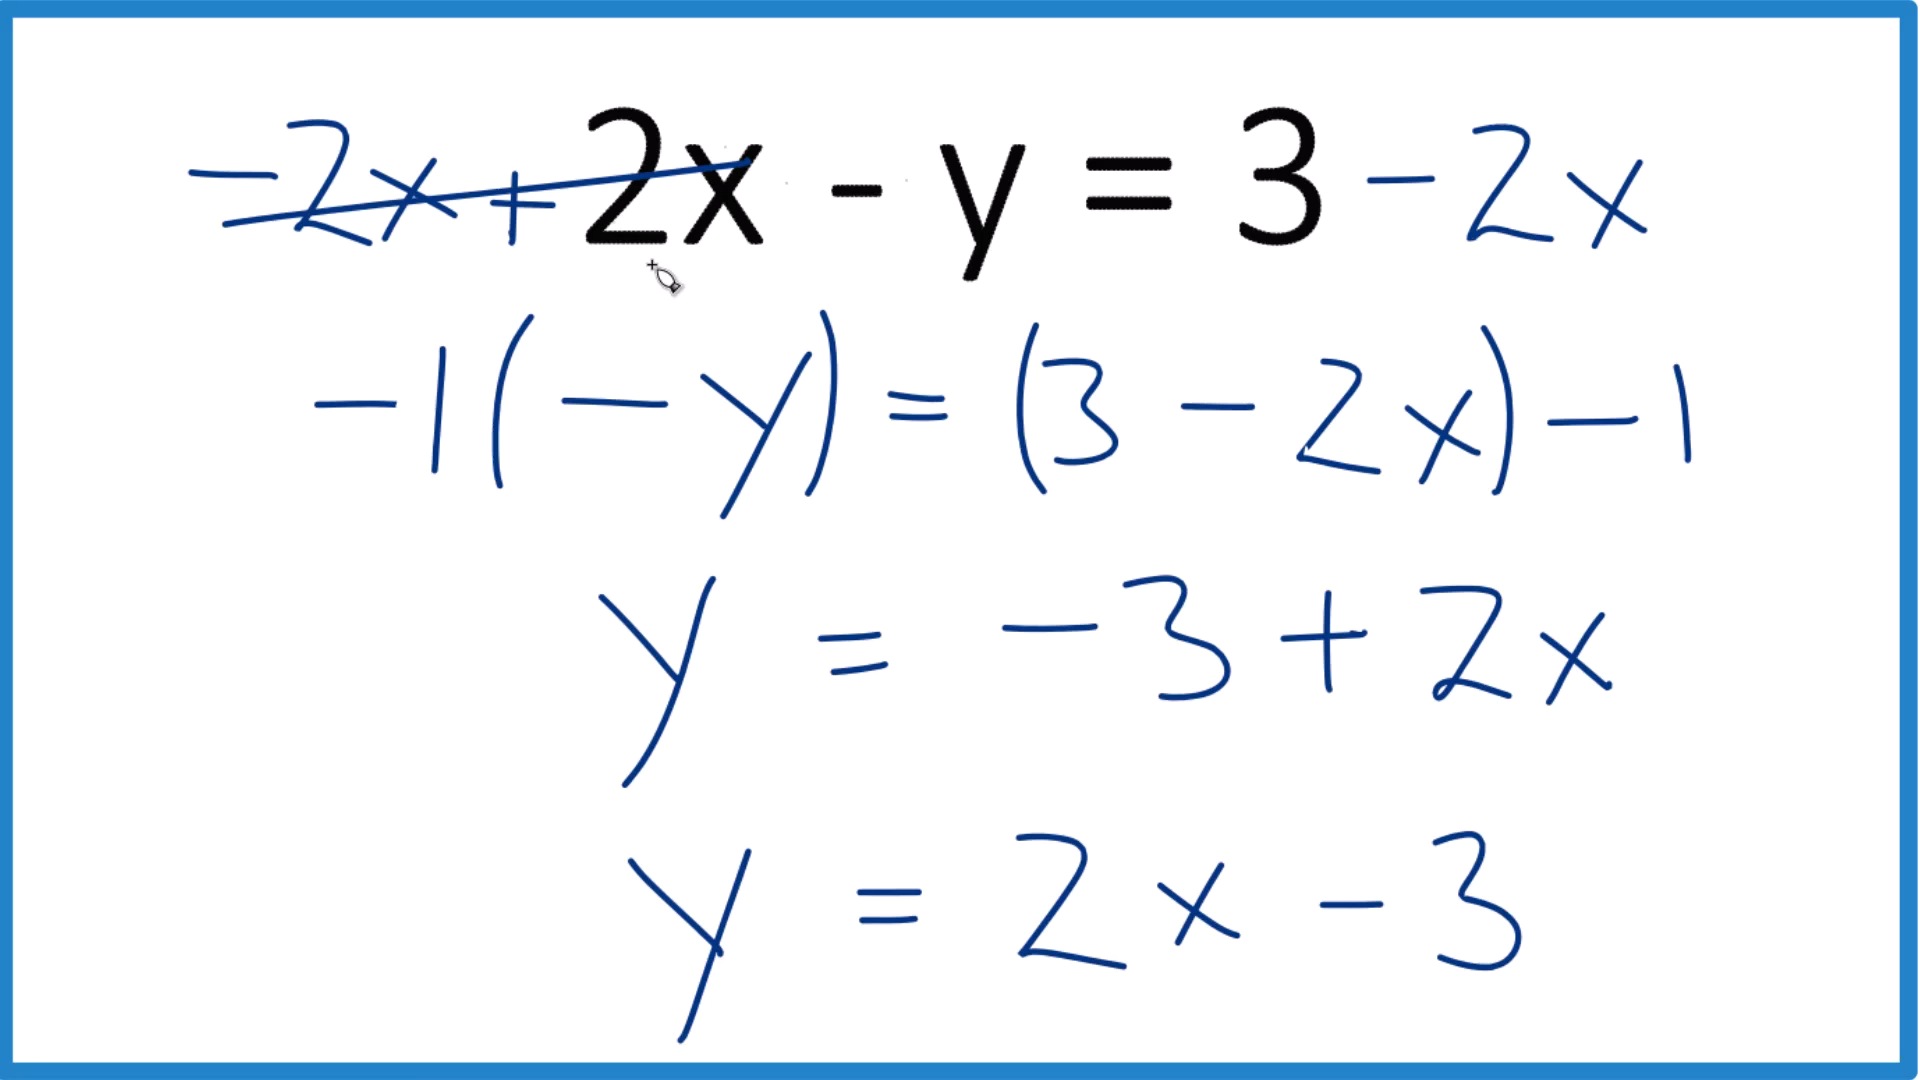 -2x + 2x - y = 3 - 2x
-1(-y) = (3 - 2x) - 1
y = -3 + 2x
y = 2x - 3